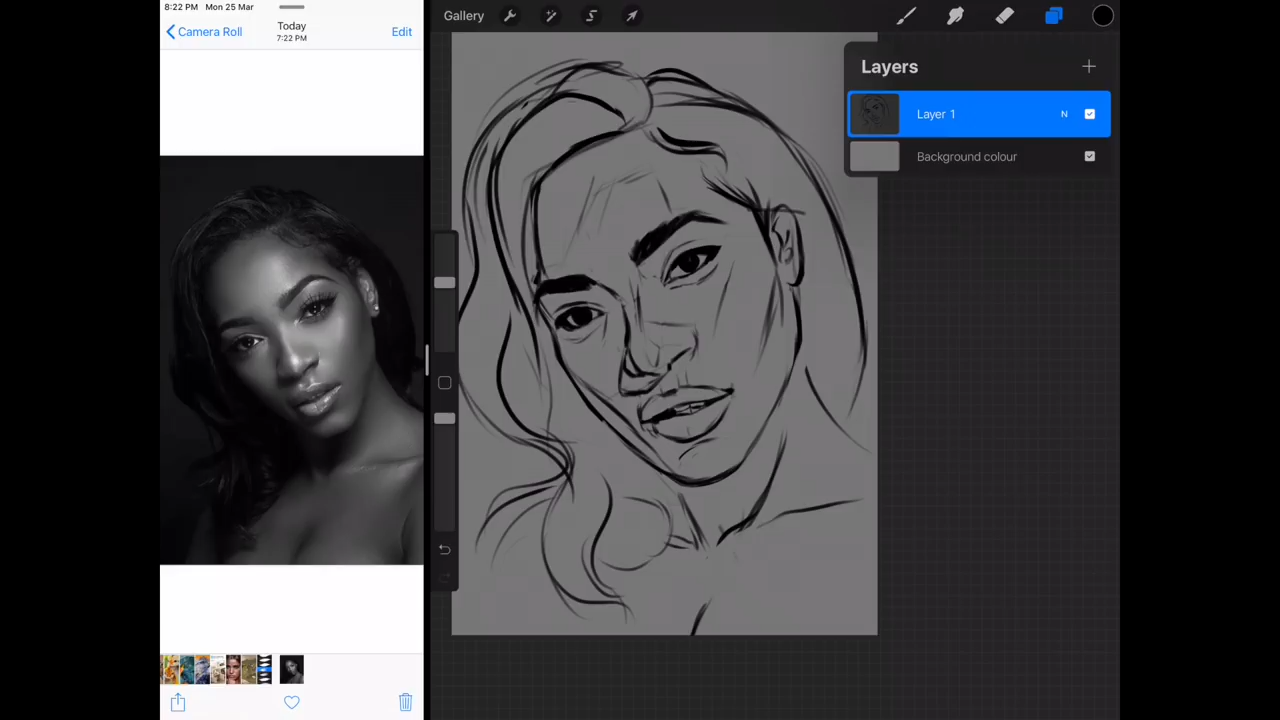 8:22 PM Mon 25 Mar
Today
7:22 PM
Camera Roll
Edit
Gallery
Layers
Layer 1
N
Background colour